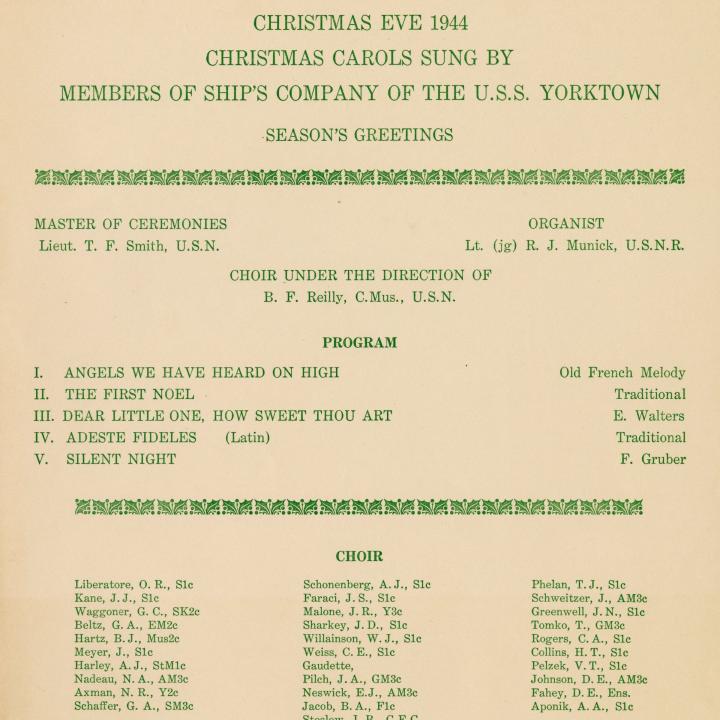 CHRISTMAS EVE 1944
CHRISTMAS CAROLS SUNG BY
MEMBERS OF SHIP'S COMPANY OF THE U.S.S. YORKTOWN
SEASON'S GREETINGS
MASTER OF CEREMONIES
Lieut. T. F. Smith, U.S.N.
ORGANIST
Lt. (jg) R. J. Munick, U.S.N.R.
CHOIR UNDER THE DIRECTION OF
B. F. Reilly, C.Mus., U.S.N.
PROGRAM
I. ANGELS WE HAVE HEARD ON HIGH Old French Melody
II. THE FIRST NOEL Traditional
III. DEAR LITTLE ONE, HOW SWEET THOU ART E. Walters
IV. ADESTE FIDELES (Latin) Traditional
V. SILENT NIGHT F. Gruber
CHOIR
Liberatore, O. R., S1c
Kane, J. J., S1c
Waggoner, G. C., SK2c
Beltz, G. A., EM2c
Hartz, B. J., Mus2c
Meyer, J., S1c
Harley, A. J., StM1c
Nadeau, N. A., AM3c
Axman, N. R., Y2c
Schaffer, G. A., SM3c
Schonenberg, A. J., S1c
Faraci, J. S., S1c
Malone, J. R., Y3c
Sharkey, J. D., S1c
Willainson, W. J., S1c
Weiss, C. E., S1c
Gaudette,
Pilch, J. A., GM3c
Neswick, E.J., AM3c
Jacob, B. A., F1c
Phelan, T. J., S1c
Schweitzer, J., AM3c
Greenwell, J. N., S1c
Tomko, T., GM3c
Rogers, C. A., S1c
Collins, H. T., S1c
Pelzek, V. T., S1c
Johnson, D. E., AM3c
Fahey, D. E., Ens.
Aponik, A. A., S1c